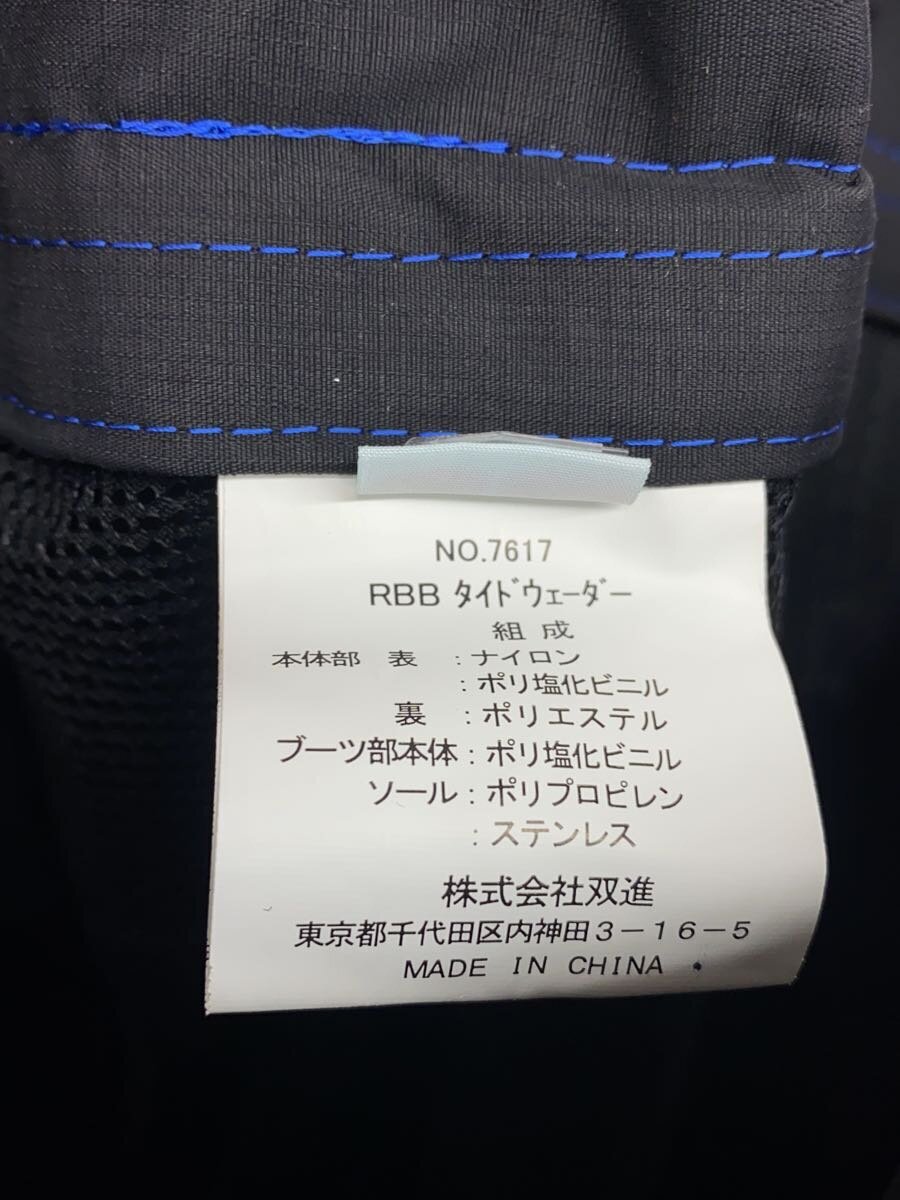 NO.7617
RBB ﾀｲﾄﾞｳｪｰﾀﾞｰ
組 成
本体部 表 : ナイロン
: ポリ塩化ビニル
裏 : ポリエステル
ブーツ部本体 : ポリ塩化ビニル
ソール : ポリプロピレン
: ステンレス
株式会社双進
東京都千代田区内神田3-16-5
MADE IN CHINA